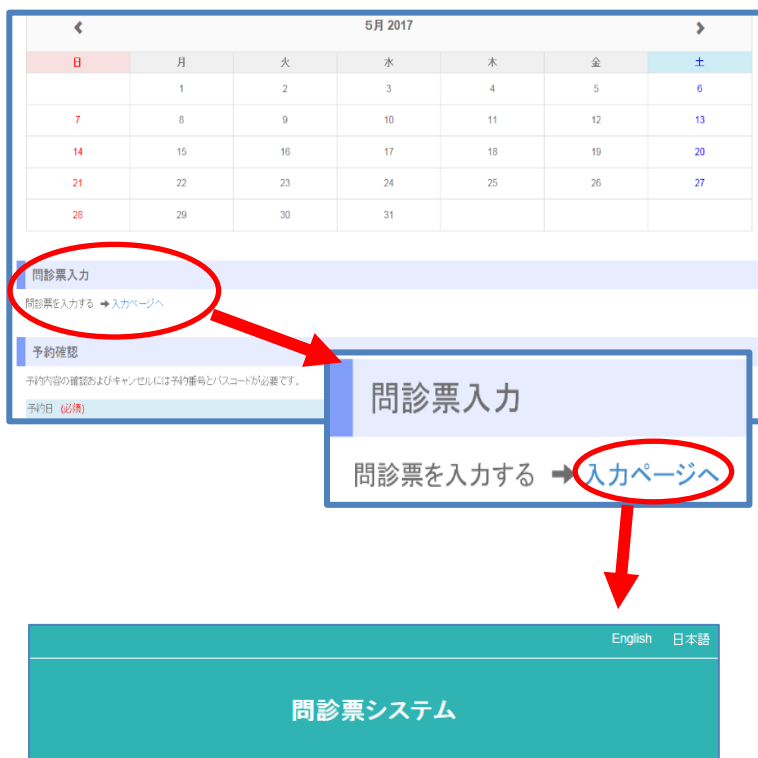 5月 2017
日 月 火 水 木 金 土
1 2 3 4 5 6
7 8 9 10 11 12 13
14 15 16 17 18 19 20
21 22 23 24 25 26 27
28 29 30 31
問診票入力
問診票を入力する ➡ 入力ページへ
予約確認
予約内容の確認およびキャンセルには予約番号とパスコードが必要です。
予約日 (必須)
問診票入力
問診票を入力する ➡ 入力ページへ
English 日本語
問診票システム